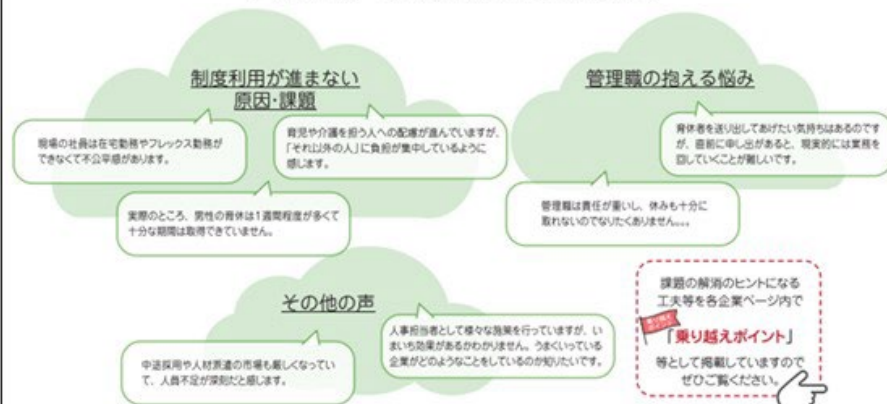 制度利用が進まない
原因・課題
現場の社員は在宅勤務やフレックス勤務が
できなくて不公平感があります。
育児や介護を担う人への配慮が進んでいますが、
「それ以外の人」に負担が集中しているように
感じます。
実際のところ、男性の育休は1週間程度が多くて
十分な期間は取得できていません。
管理職の抱える悩み
育休者を送り出してあげたい気持ちはあるのです
が、直前に申し出があると、現実的には業務を
回していくことが難しいです。
管理職は責任が重いし、休みも十分に
取れないのでなりたくありません。。。
その他の声
中途採用や人材派遣の市場も厳しくなってい
て、人員不足が深刻だと感じます。
人事担当者として様々な施策を行っていますが、い
まいち効果があるかわかりません。うまくいっている
企業がどのようなことをしているのか知りたいです。
課題の解消のヒントになる
工夫等を各企業ページ内で
乗り越え
ポイント
「乗り越えポイント」
等として掲載していますので
ぜひご覧ください。